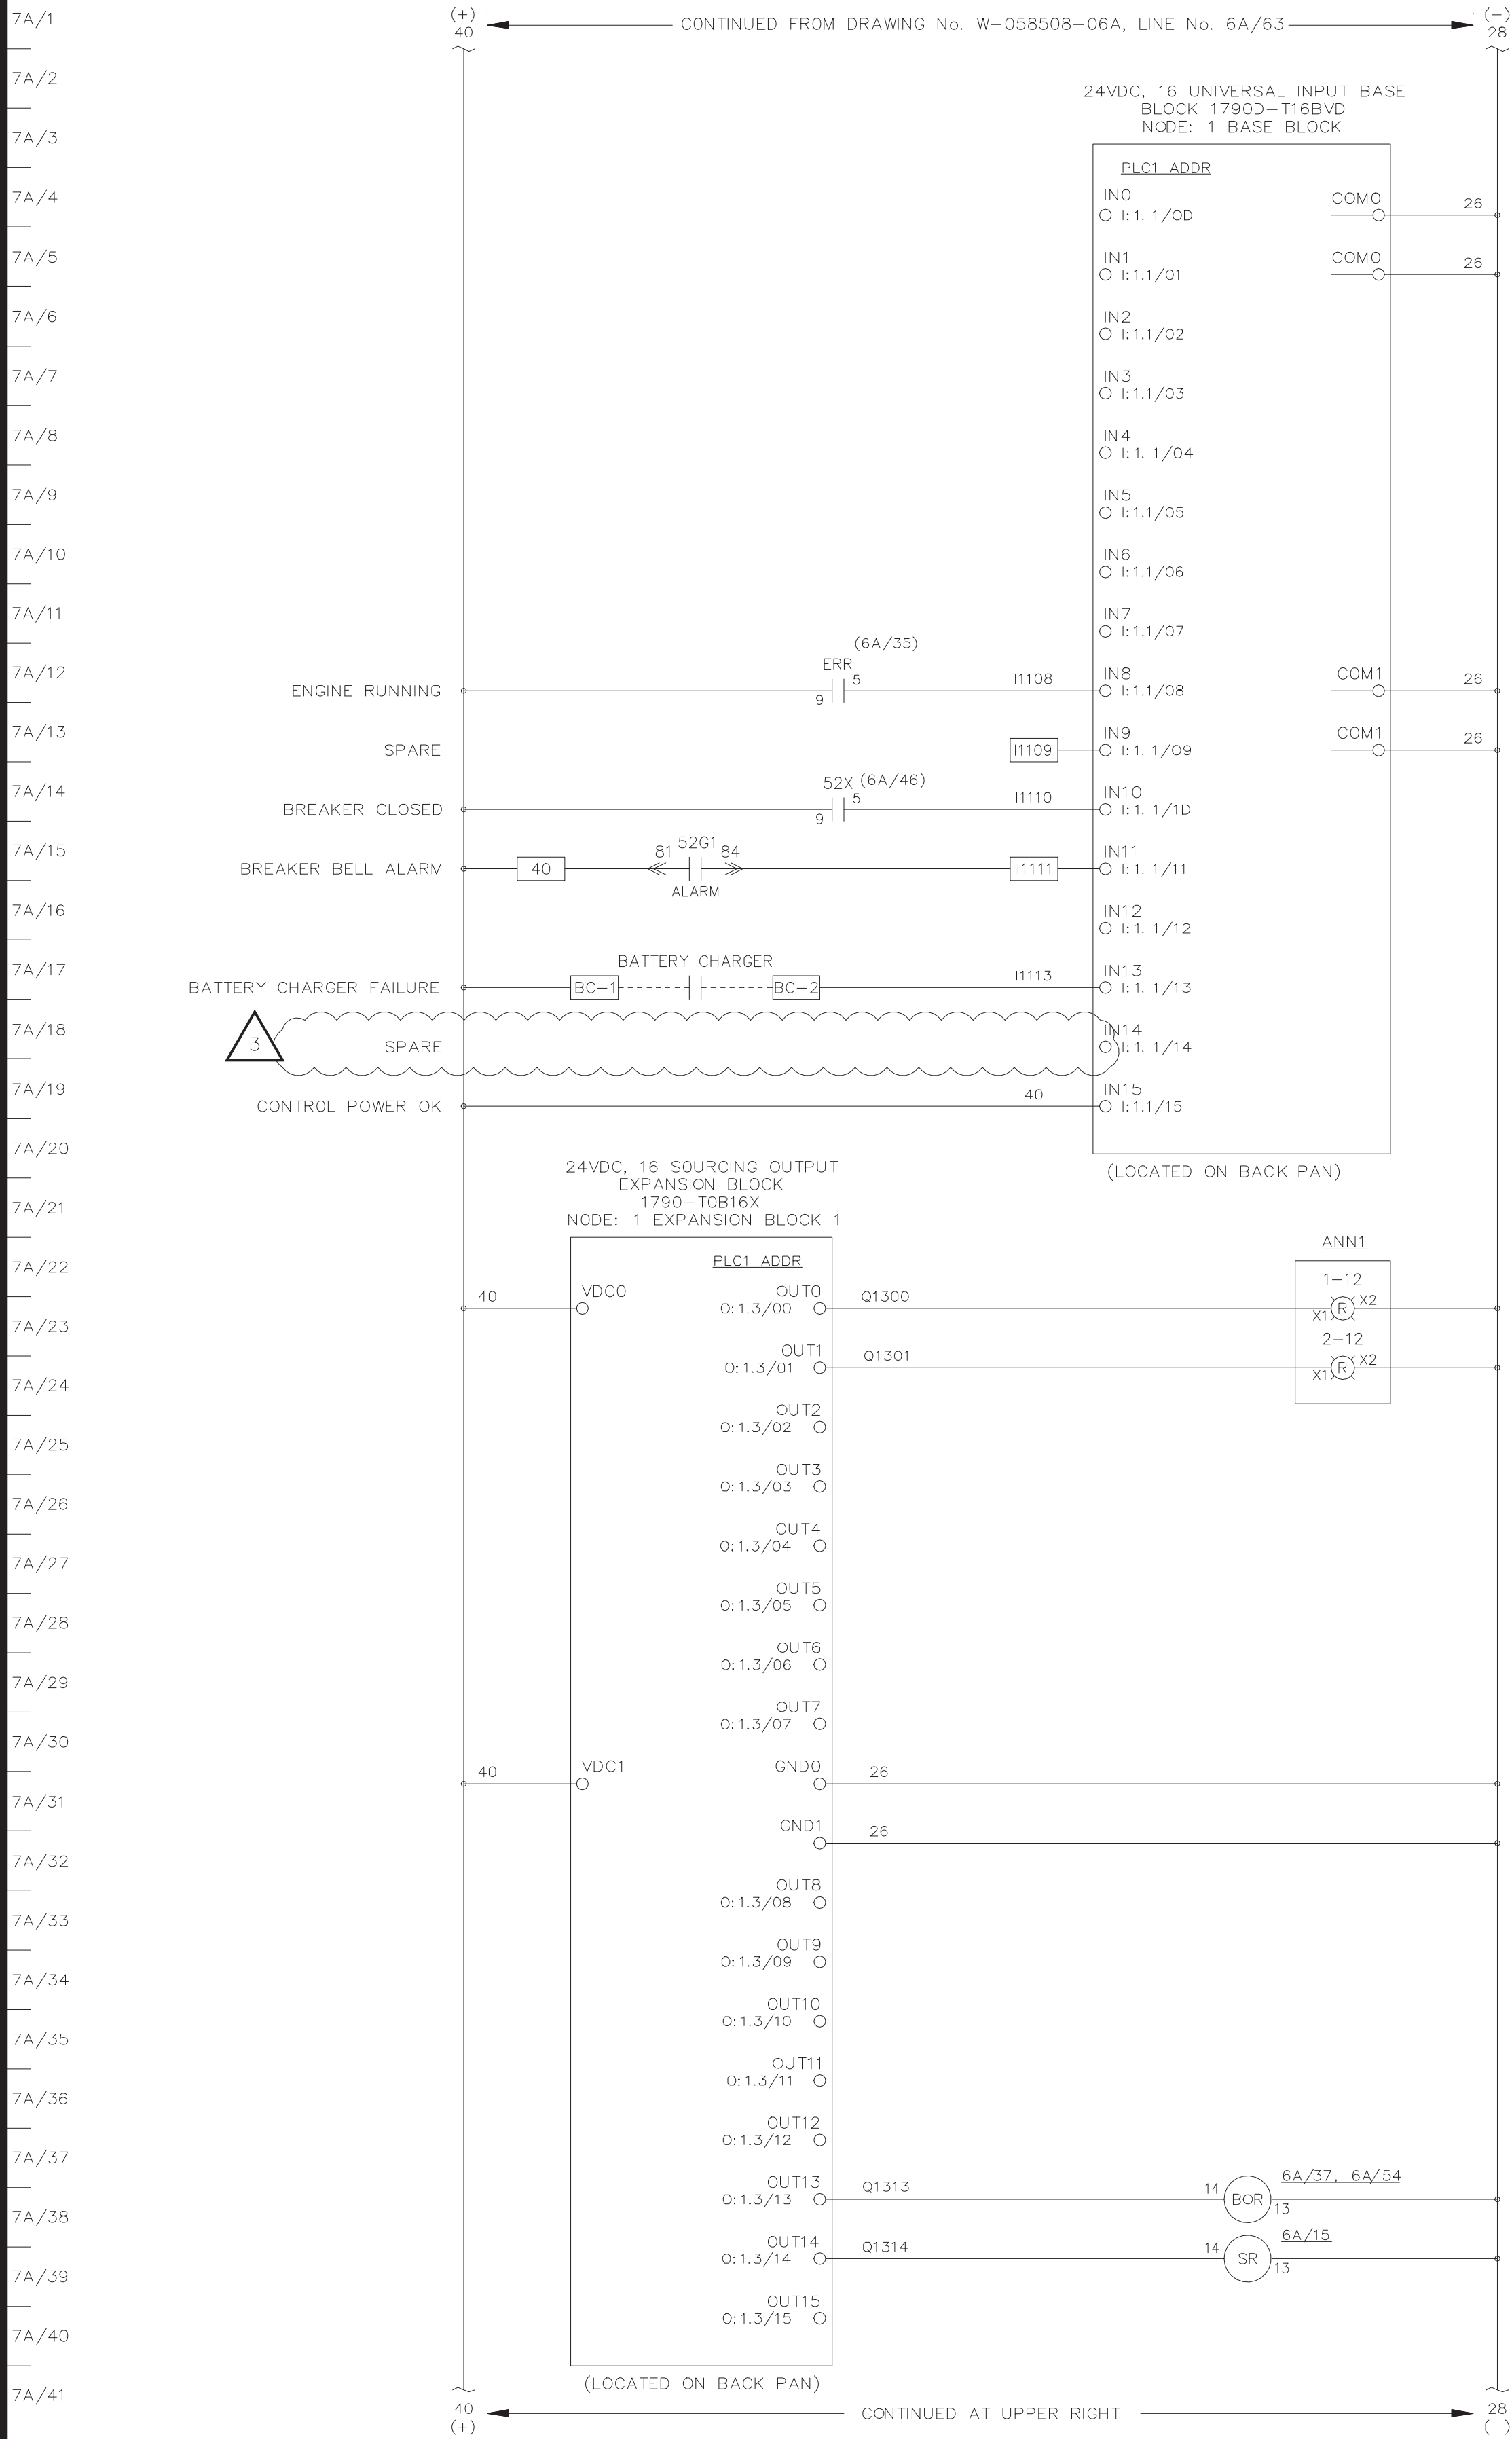 7A/1
(+)
40
CONTINUED FROM DRAWING No. W-058508-06A, LINE No. 6A/63
(-)
28
7A/2
24VDC, 16 UNIVERSAL INPUT BASE
BLOCK 1790D-T16BVD
NODE: 1 BASE BLOCK
7A/3
PLC1 ADDR
7A/4
IN0
I:1. 1/0D
COM0
26
7A/5
IN1
I:1.1/01
COM0
26
7A/6
IN2
I:1.1/02
7A/7
IN3
I:1.1/03
7A/8
IN4
I:1. 1/04
7A/9
IN5
I:1.1/05
7A/10
IN6
I:1.1/06
7A/11
IN7
I:1.1/07
7A/12
ENGINE RUNNING
(6A/35)
ERR
9
5
I1108
IN8
I:1.1/08
COM1
26
7A/13
SPARE
I1109
IN9
I:1. 1/09
COM1
26
7A/14
BREAKER CLOSED
52X (6A/46)
9
5
I1110
IN10
I:1. 1/1D
7A/15
BREAKER BELL ALARM
40
81
52G1
84
ALARM
I1111
IN11
I:1. 1/11
7A/16
IN12
I:1. 1/12
7A/17
BATTERY CHARGER FAILURE
BATTERY CHARGER
BC-1
BC-2
I1113
IN13
I:1. 1/13
7A/18
3
SPARE
IN14
I:1. 1/14
7A/19
CONTROL POWER OK
40
IN15
I:1.1/15
7A/20
(LOCATED ON BACK PAN)
24VDC, 16 SOURCING OUTPUT
EXPANSION BLOCK
1790-T0B16X
NODE: 1 EXPANSION BLOCK 1
7A/21
ANN1
7A/22
PLC1 ADDR
40
VDC0
OUT0
0:1.3/00
Q1300
1-12
X1
R
X2
7A/23
OUT1
0:1.3/01
Q1301
2-12
X1
R
X2
7A/24
OUT2
0:1.3/02
7A/25
OUT3
0:1.3/03
7A/26
OUT4
0:1.3/04
7A/27
OUT5
0:1.3/05
7A/28
OUT6
0:1.3/06
7A/29
OUT7
0:1.3/07
7A/30
40
VDC1
GND0
26
7A/31
GND1
26
7A/32
OUT8
0:1.3/08
7A/33
OUT9
0:1.3/09
7A/34
OUT10
0:1.3/10
7A/35
OUT11
0:1.3/11
7A/36
OUT12
0:1.3/12
7A/37
OUT13
0:1.3/13
Q1313
14
BOR
13
6A/37, 6A/54
7A/38
OUT14
0:1.3/14
Q1314
14
SR
13
6A/15
7A/39
OUT15
0:1.3/15
7A/40
(LOCATED ON BACK PAN)
7A/41
40
(+)
CONTINUED AT UPPER RIGHT
28
(-)